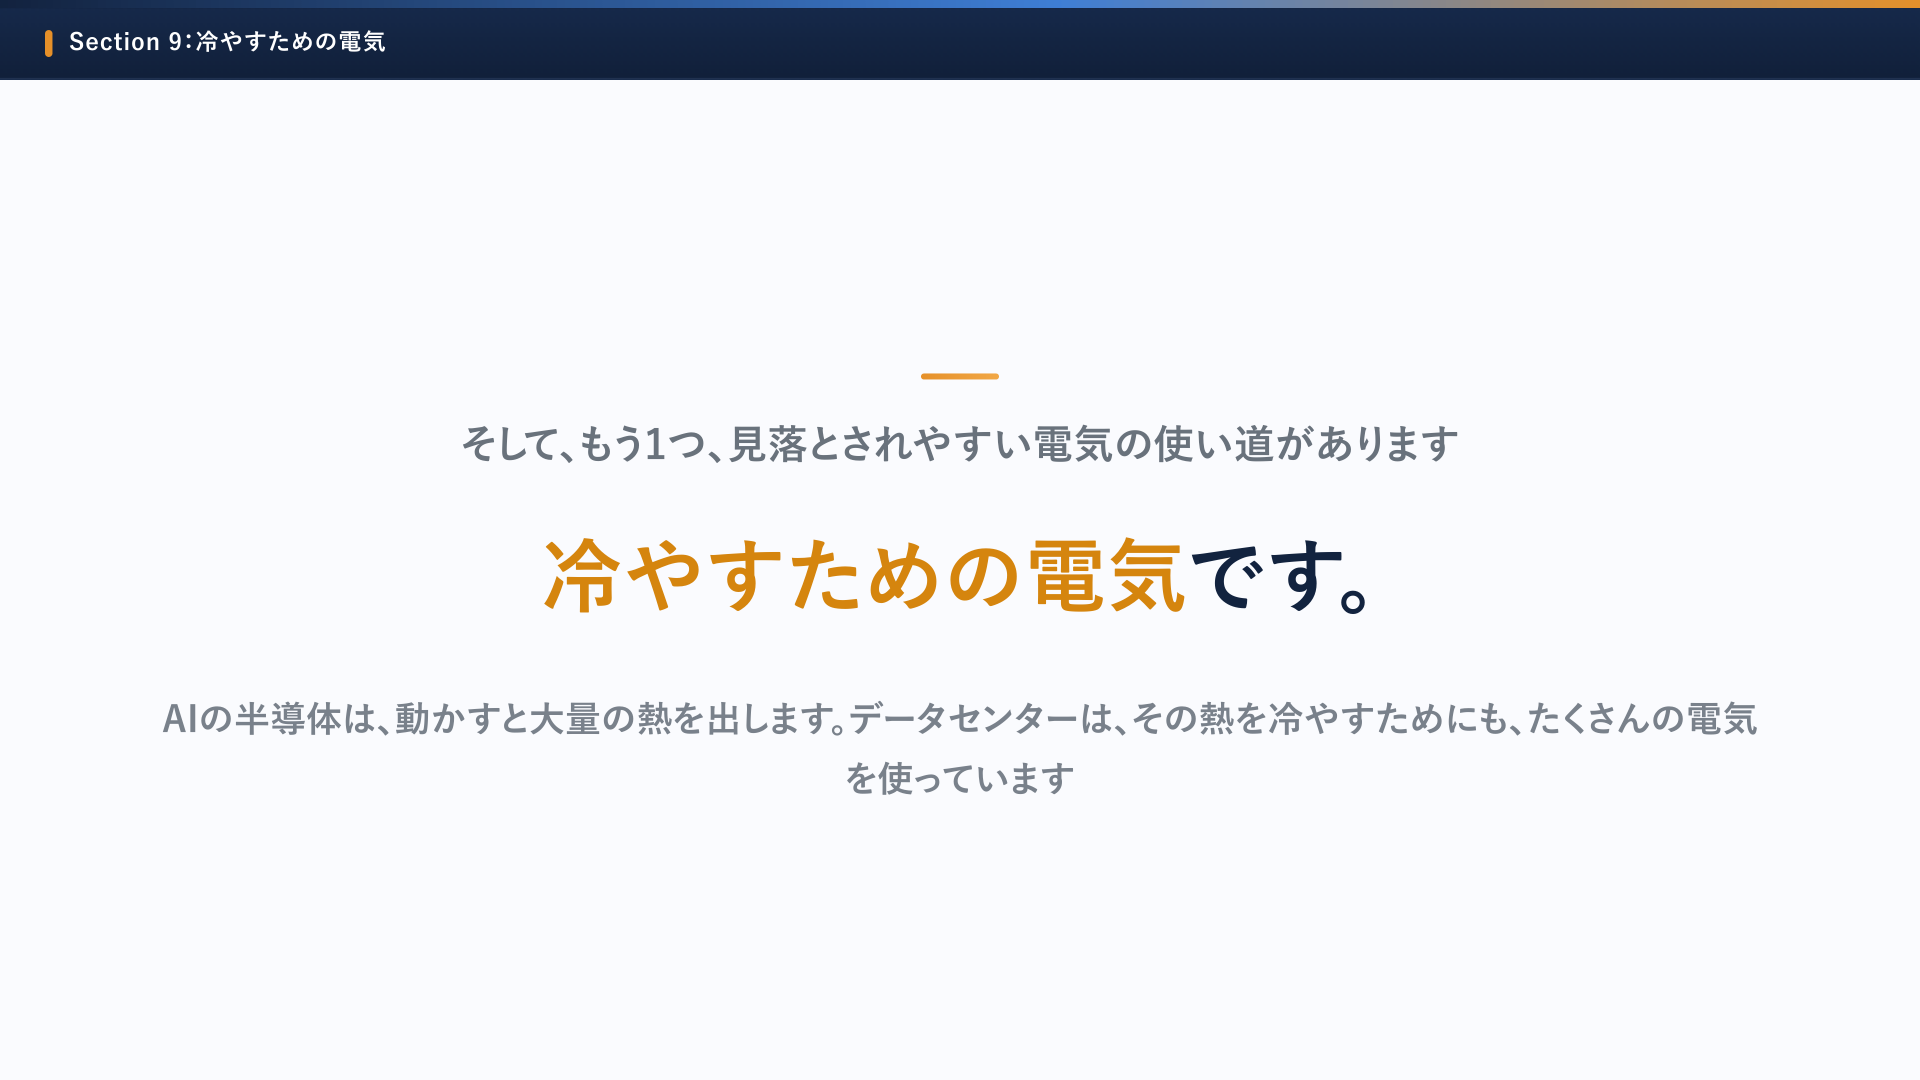 Section 9：冷やすための電気
そして、もう1つ、見落とされやすい電気の使い道があります
冷やすための電気です。
AIの半導体は、動かすと大量の熱を出します。データセンターは、その熱を冷やすためにも、たくさんの電気
を使っています